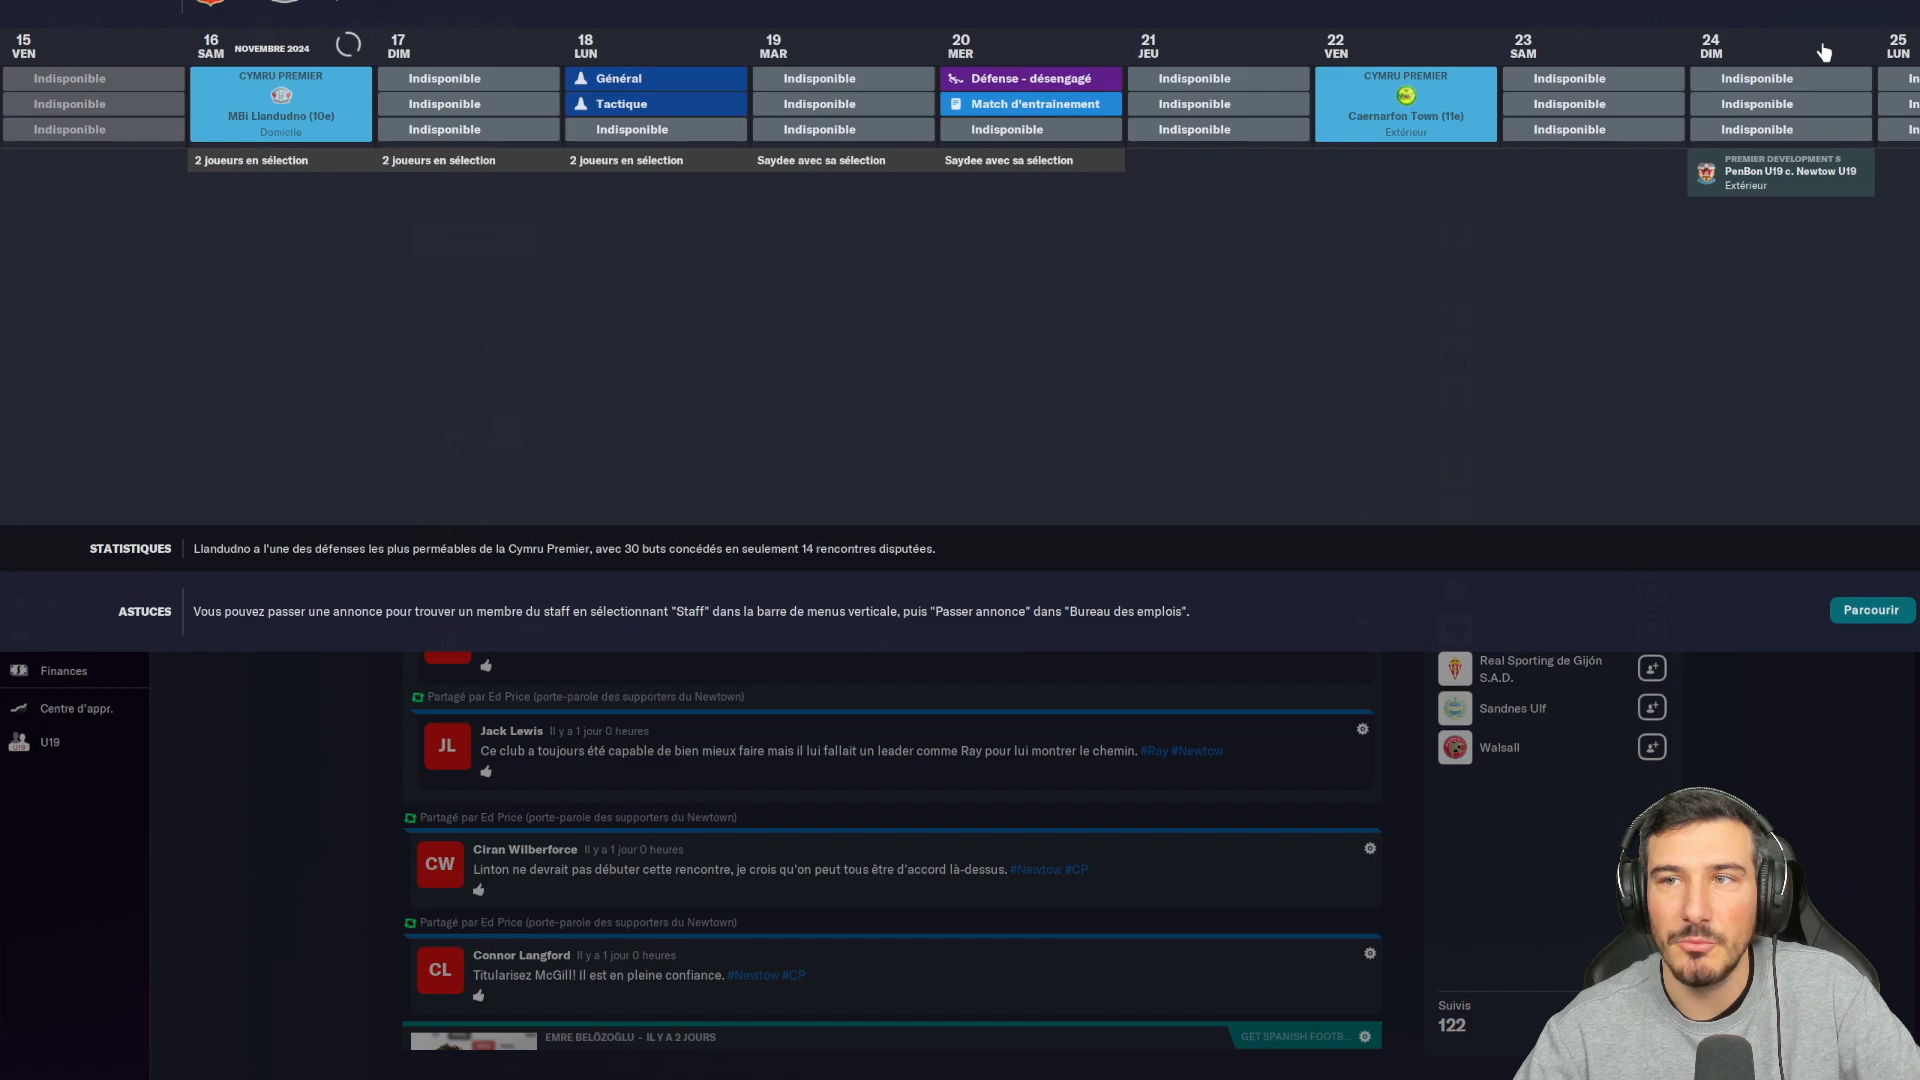 15
VEN
16
SAM
NOVEMBRE 2024
17
DIM
18
LUN
19
MAR
20
MER
21
JEU
22
VEN
23
SAM
24
DIM
25
LUN
Indisponible
CYMRU PREMIER
Indisponible
Général
Indisponible
Défense - désengagé
Indisponible
CYMRU PREMIER
Indisponible
Indisponible
In
Indisponible
MBi Llandudno (10e)
Indisponible
Tactique
Indisponible
Match d'entraînement
Indisponible
Caernarfon Town (11e)
Indisponible
Indisponible
In
Indisponible
Domicile
Indisponible
Indisponible
Indisponible
Indisponible
Indisponible
Extérieur
Indisponible
Indisponible
In
2 joueurs en sélection
2 joueurs en sélection
2 joueurs en sélection
Saydee avec sa sélection
Saydee avec sa sélection
PREMIER DEVELOPMENT S
PenBon U19 c. Newtow U19
Extérieur
STATISTIQUES
Llandudno a l'une des défenses les plus perméables de la Cymru Premier, avec 30 buts concédés en seulement 14 rencontres disputées.
ASTUCES
Vous pouvez passer une annonce pour trouver un membre du staff en sélectionnant "Staff" dans la barre de menus verticale, puis "Passer annonce" dans "Bureau des emplois".
Parcourir
Finances
Centre d'appr.
U19
U19
Partagé par Ed Price (porte-parole des supporters du Newtown)
JL
Jack Lewis Il y a 1 jour 0 heures
Ce club a toujours été capable de bien mieux faire mais il lui fallait un leader comme Ray pour lui montrer le chemin. #Ray #Newtow
Partagé par Ed Price (porte-parole des supporters du Newtown)
CW
Ciran Wilberforce Il y a 1 jour 0 heures
Linton ne devrait pas débuter cette rencontre, je crois qu'on peut tous être d'accord là-dessus. #Newtow #CP
Partagé par Ed Price (porte-parole des supporters du Newtown)
CL
Connor Langford Il y a 1 jour 0 heures
Titularisez McGill! Il est en pleine confiance. #Newtow #CP
EMRE BELÖZOĞLU - IL Y A 2 JOURS
GET SPANISH FOOTB...
Real Sporting de Gijón
S.A.D.
Sandnes Ulf
Walsall
Suivis
122